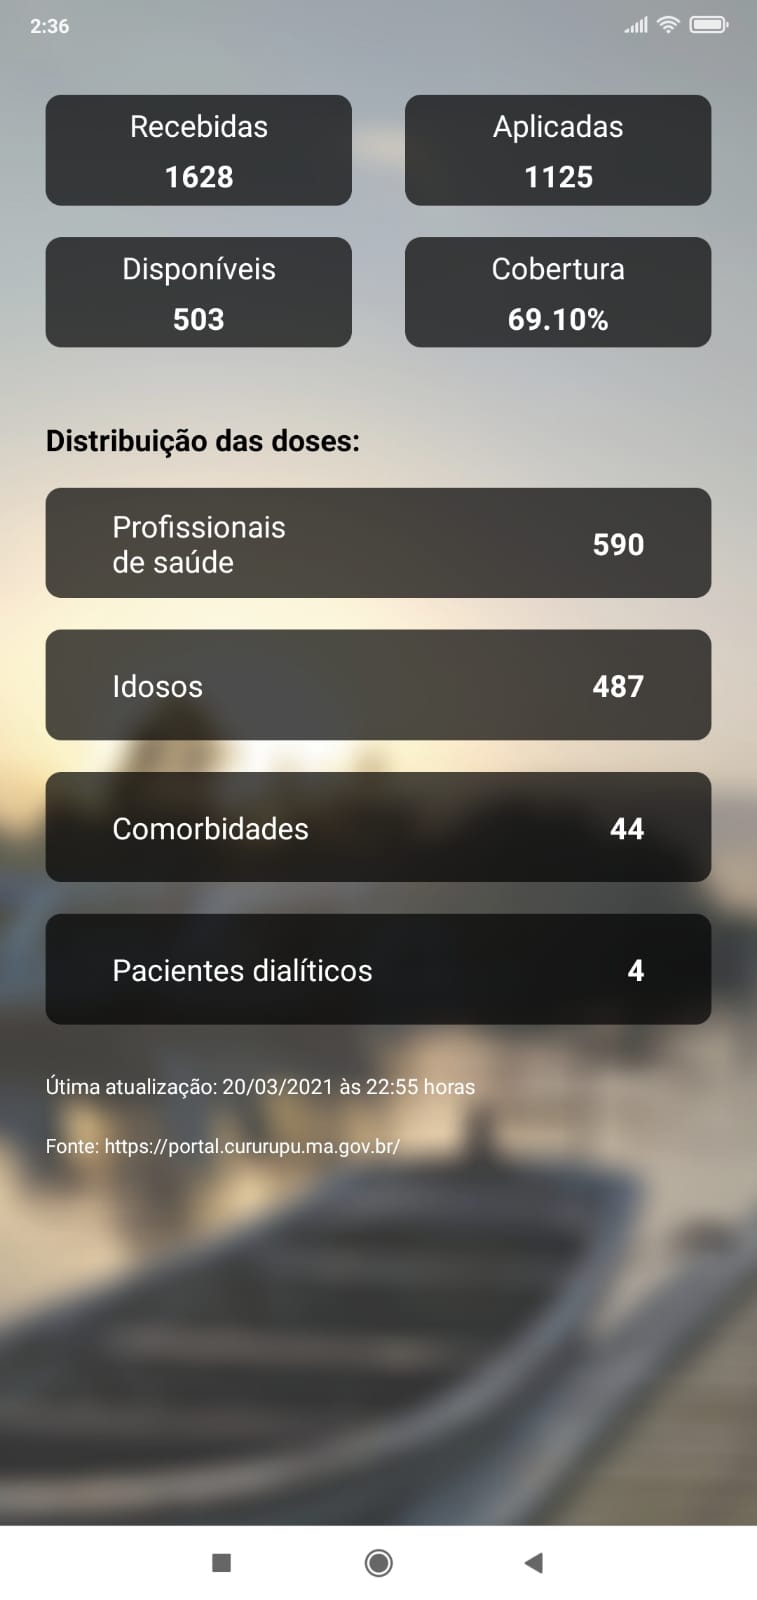 2:36
Recebidas
1628
Aplicadas
1125
Disponíveis
503
Cobertura
69.10%
Distribuição das doses:
Profissionais
de saúde
590
Idosos
487
Comorbidades
44
Pacientes dialíticos
4
Útima atualização: 20/03/2021 às 22:55 horas
Fonte: https://portal.cururupu.ma.gov.br/